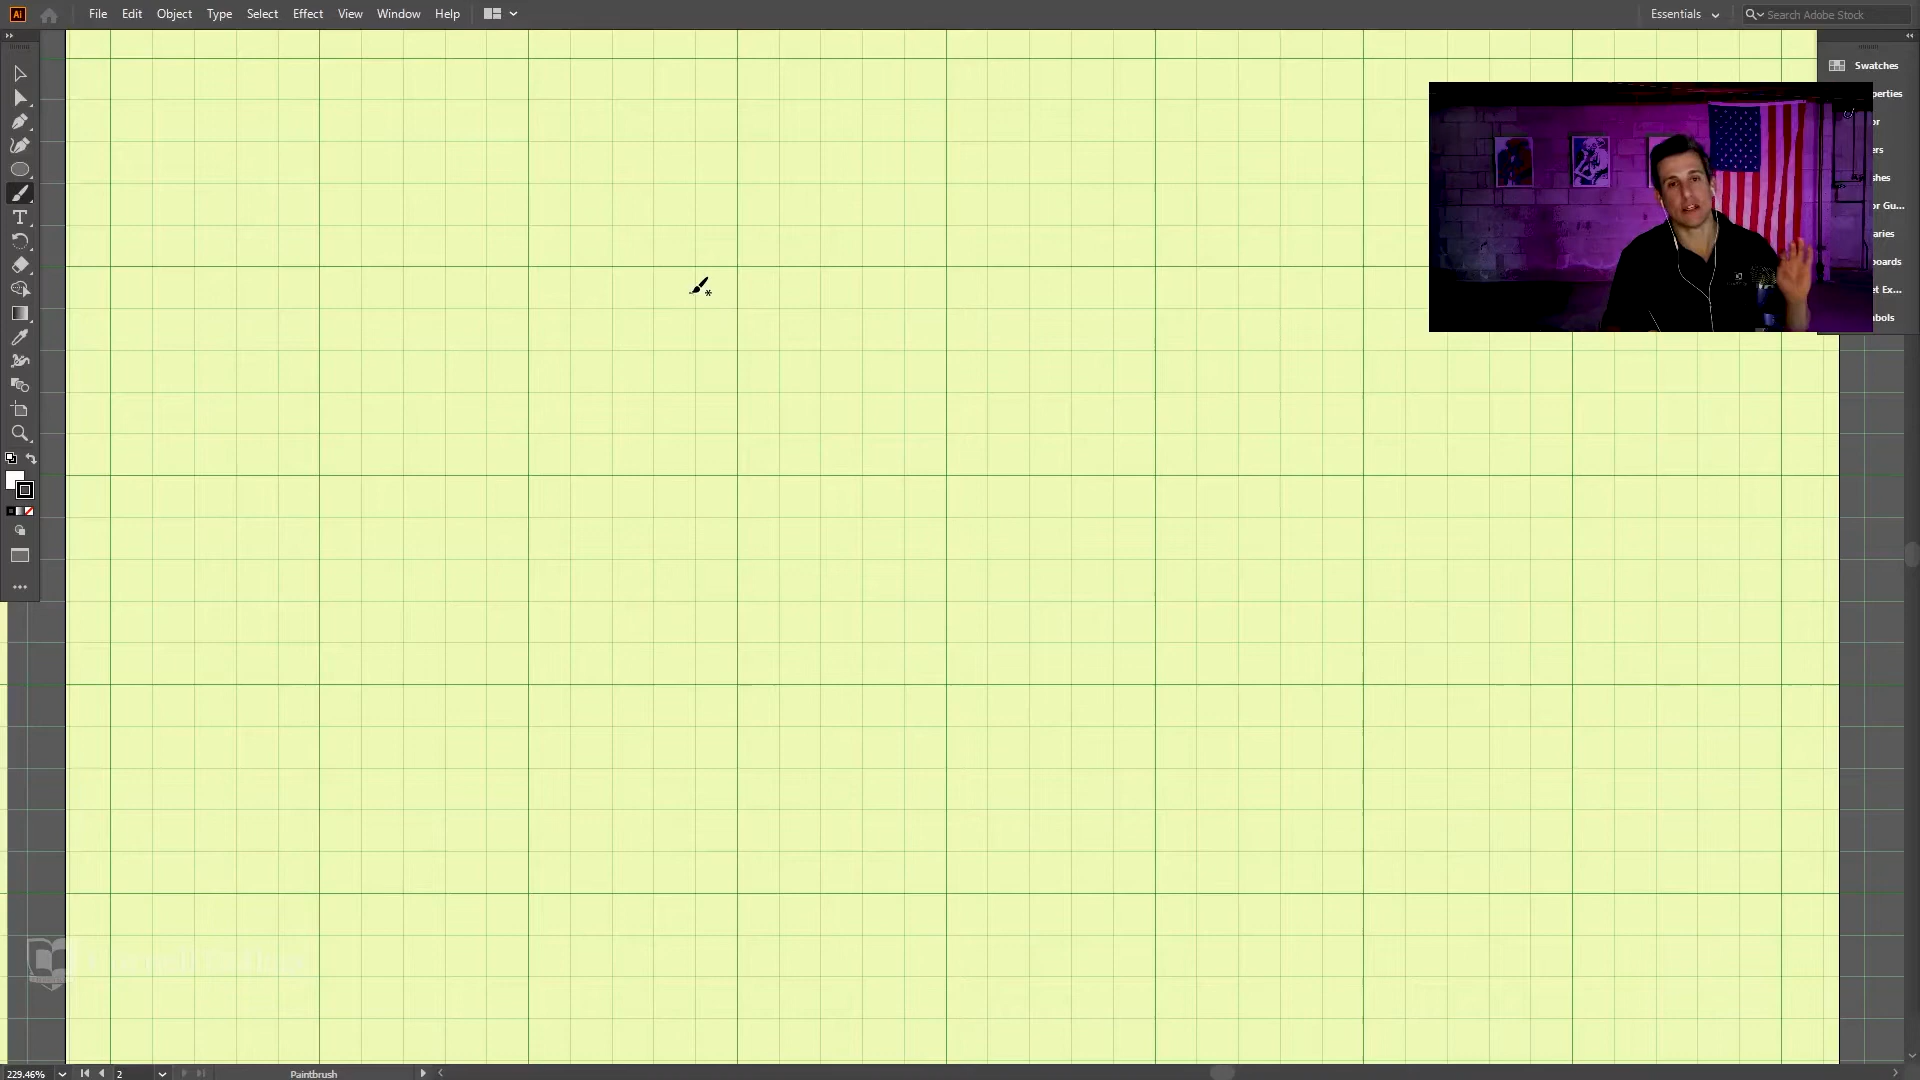 Ai File Edit Object Type Select Effect View Window Help
Essentials
Search Adobe Stock
Swatches
perties
or
ers
shes
or Gu...
aries
boards
et Ex...
bols
T
229.46%
2
Paintbrush